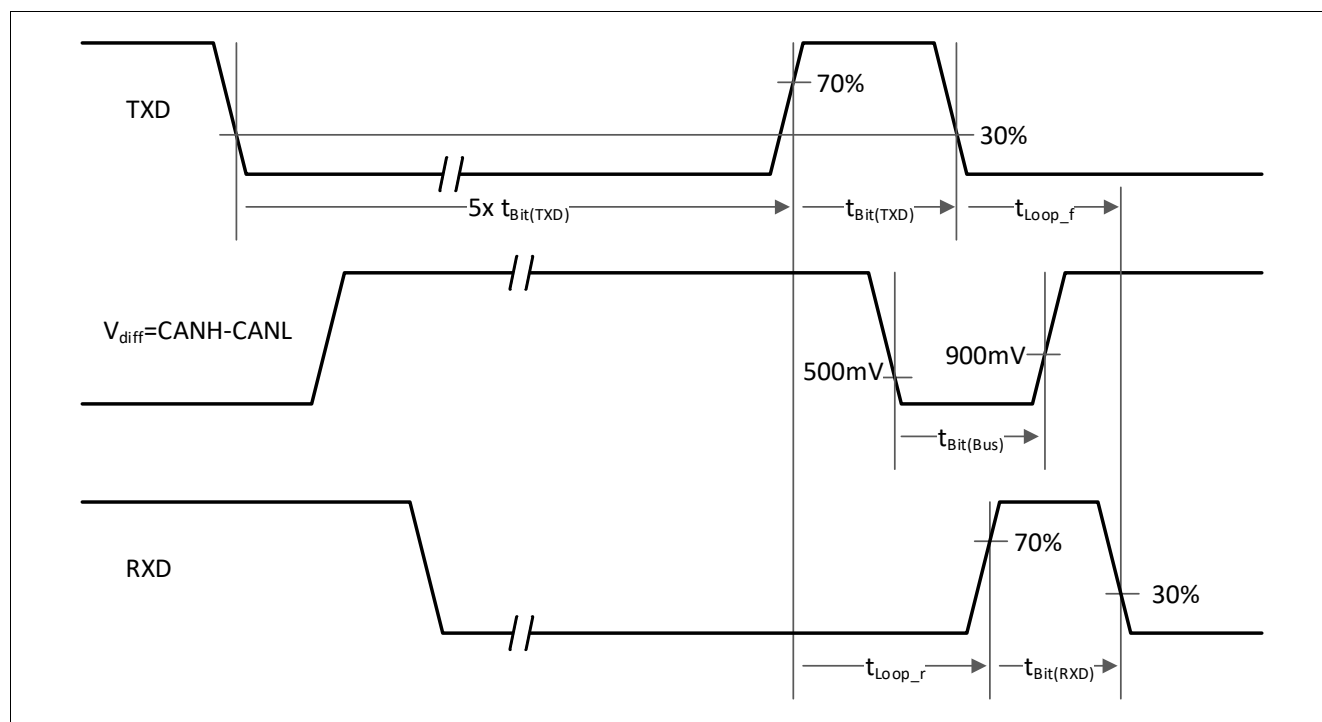 TXD
70%
30%
5x tBit(TXD)
tBit(TXD)
tLoop_f
Vdiff=CANH-CANL
500mV
900mV
tBit(Bus)
RXD
70%
30%
tLoop_r
tBit(RXD)